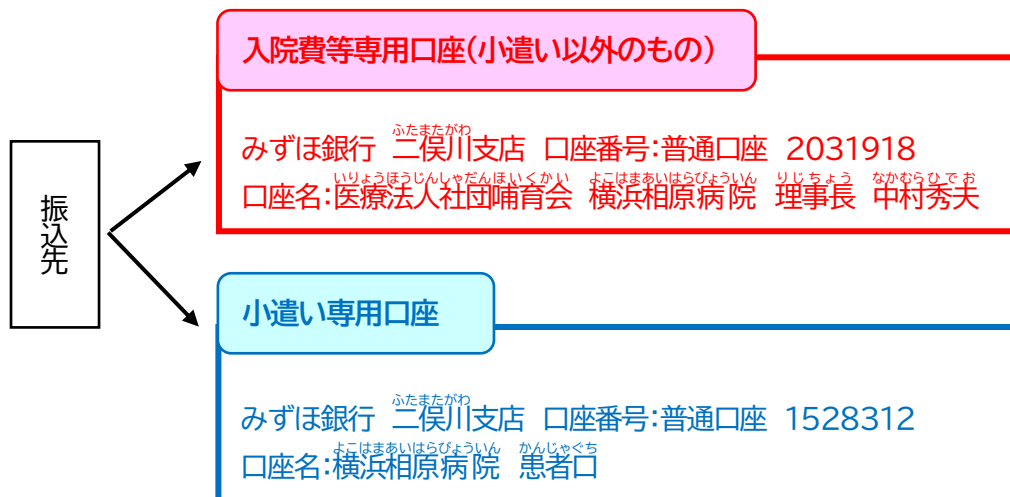 振込先
入院費等専用口座(小遣い以外のもの)
ふたまたがわ
みずほ銀行 二俣川支店 口座番号:普通口座 2031918
いりょうほうじんしゃだんほいくかい よこはまあいはらびょういん りじちょう なかむらひでお
口座名:医療法人社団哺育会 横浜相原病院 理事長 中村秀夫
小遣い専用口座
ふたまたがわ
みずほ銀行 二俣川支店 口座番号:普通口座 1528312
よこはまあいはらびょういん かんじゃぐち
口座名:横浜相原病院 患者口